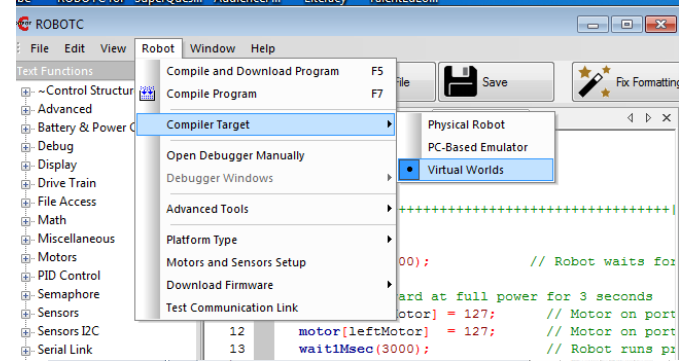 ROBOTC
File Edit View Robot Window Help
Text Functions
~Control Structur
Advanced
Battery & Power C
Debug
Display
Drive Train
File Access
Math
Miscellaneous
Motors
PID Control
Semaphore
Sensors
Sensors I2C
Serial Link
Compile and Download Program F5
Compile Program F7
Compiler Target
Open Debugger Manually
Debugger Windows
Advanced Tools
Platform Type
Motors and Sensors Setup
Download Firmware
Test Communication Link
Physical Robot
PC-Based Emulator
Virtual Worlds
File Save Fix Formatting
++++++++++++++++++++++++++++++++|
00); // Robot waits for
ard at full power for 3 seconds
otor] = 127; // Motor on port
12 motor[leftMotor] = 127; // Motor on port
13 wait1Msec(3000); // Robot runs pr